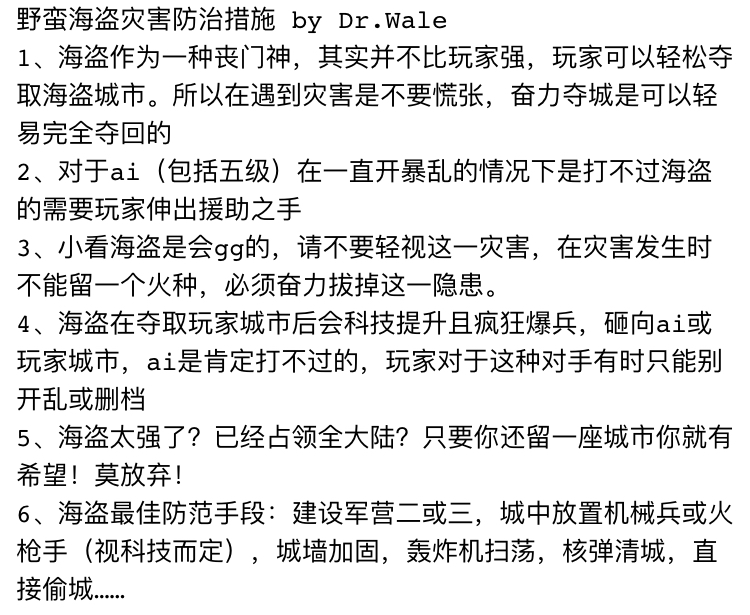 野蛮海盗灾害防治措施 by Dr.Wale
1、海盗作为一种丧门神，其实并不比玩家强，玩家可以轻松夺
取海盗城市。所以在遇到灾害是不要慌张，奋力夺城是可以轻
易完全夺回的
2、对于ai（包括五级）在一直开暴乱的情况下是打不过海盗
的需要玩家伸出援助之手
3、小看海盗是会gg的，请不要轻视这一灾害，在灾害发生时
不能留一个火种，必须奋力拔掉这一隐患。
4、海盗在夺取玩家城市后会科技提升且疯狂爆兵，砸向ai或
玩家城市，ai是肯定打不过的，玩家对于这种对手有时只能别
开乱或删档
5、海盗太强了？已经占领全大陆？只要你还留一座城市你就有
希望！莫放弃！
6、海盗最佳防范手段：建设军营二或三，城中放置机械兵或火
枪手（视科技而定），城墙加固，轰炸机扫荡，核弹清城，直
接偷城……